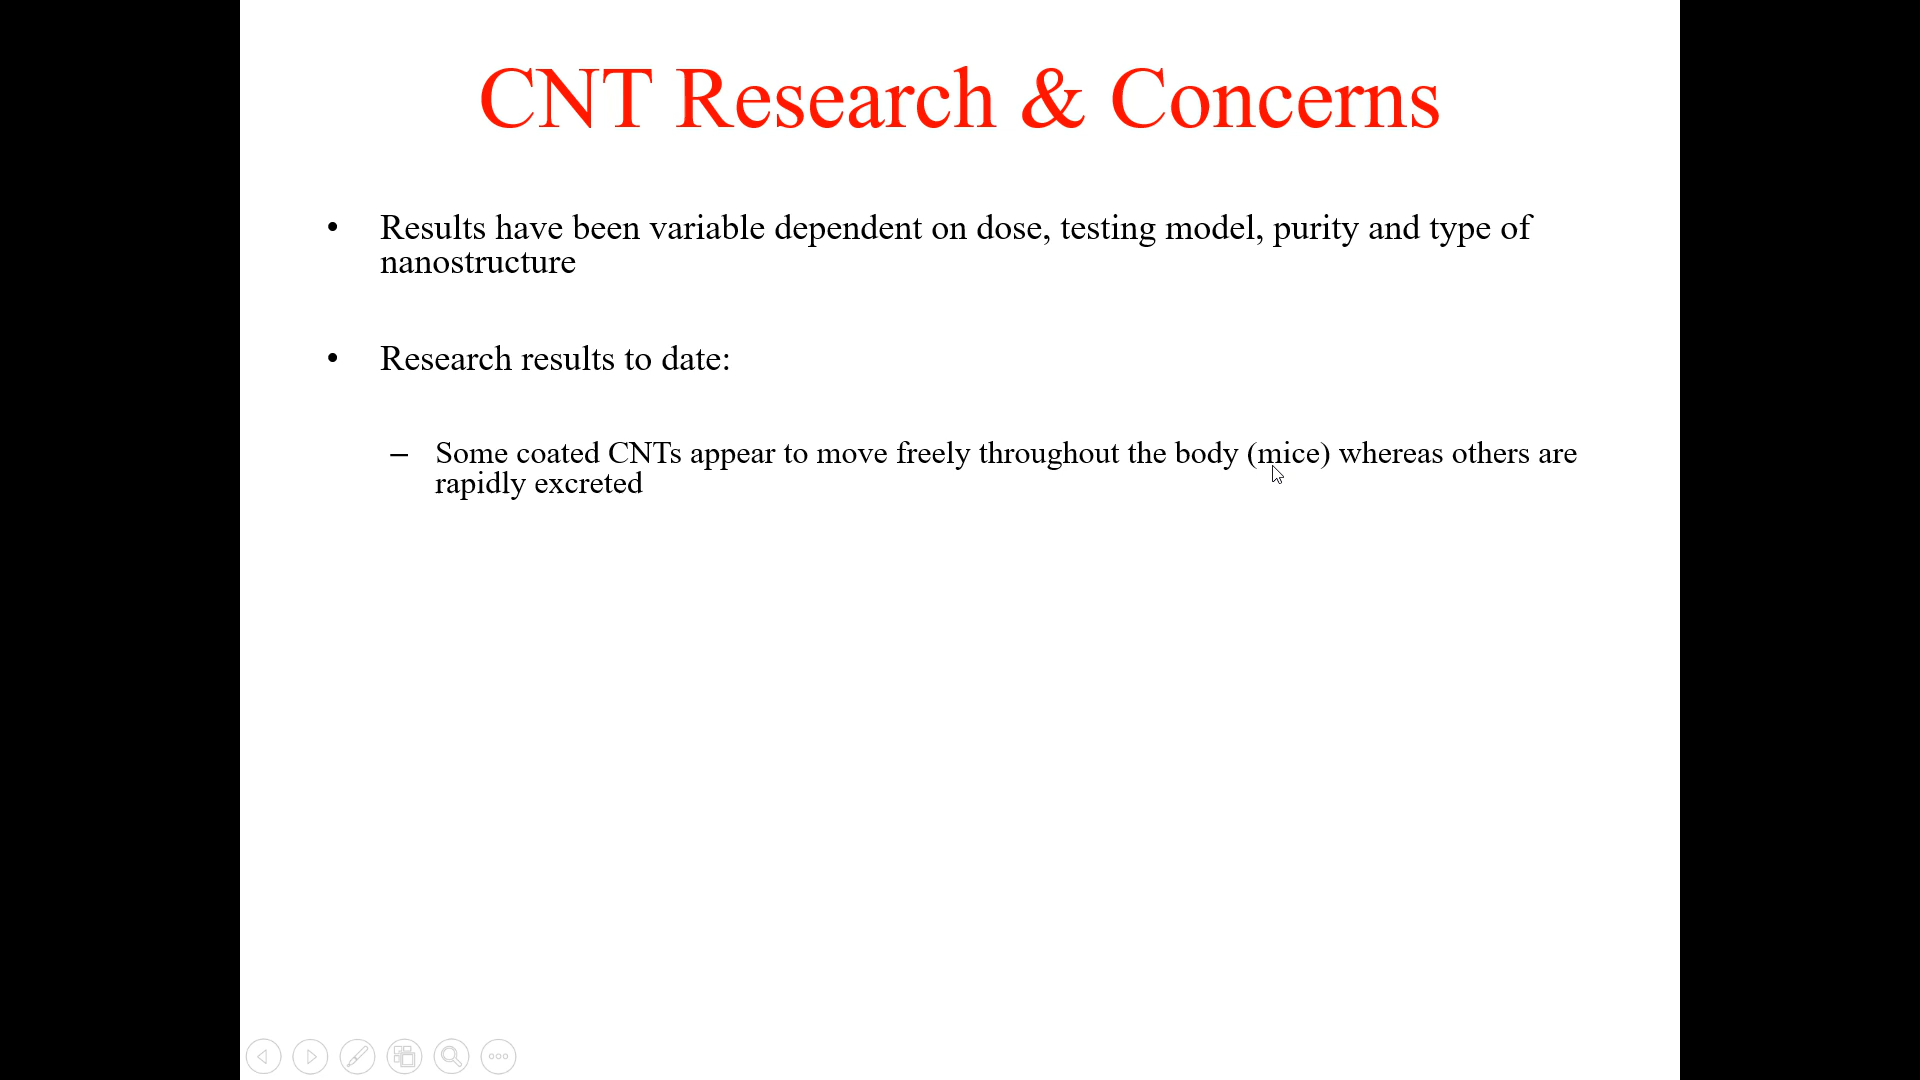 CNT Research & Concerns
• Results have been variable dependent on dose, testing model, purity and type of
nanostructure
• Research results to date:
– Some coated CNTs appear to move freely throughout the body (mice) whereas others are
rapidly excreted